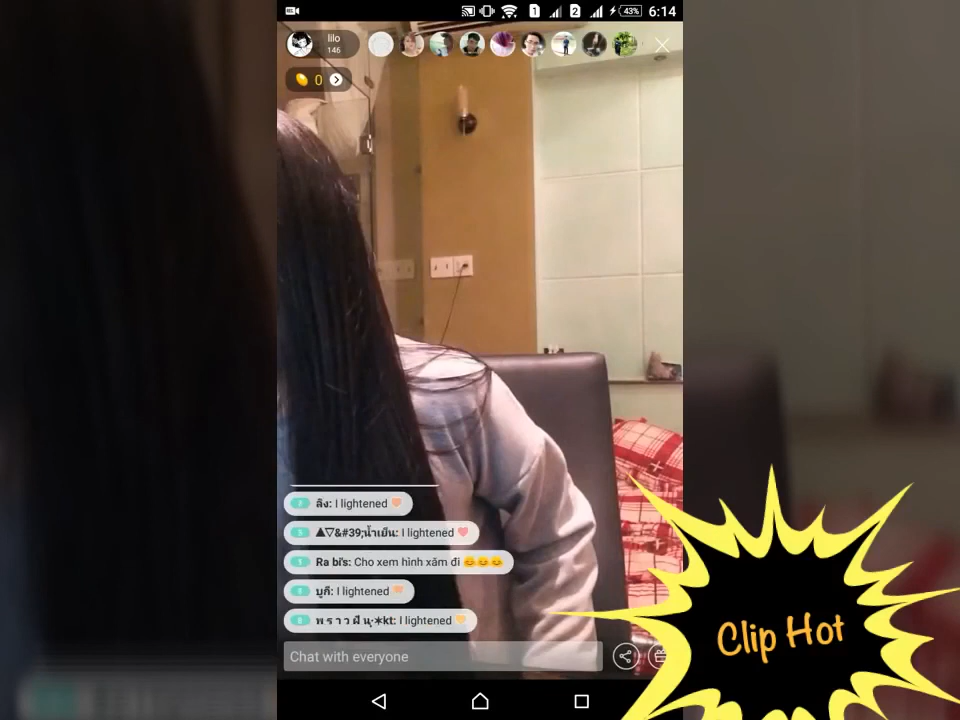 43% 6:14
1 2
lilo
146
0
ลิง: I lightened
▲▽&#39;น้ำเย็น: I lightened
Ra bi's: Cho xem hình xăm đi 😊😊😊
บูกี: I lightened
พ ร า ว ฝั น·✶kt: I lightened
Chat with everyone
Clip Hot